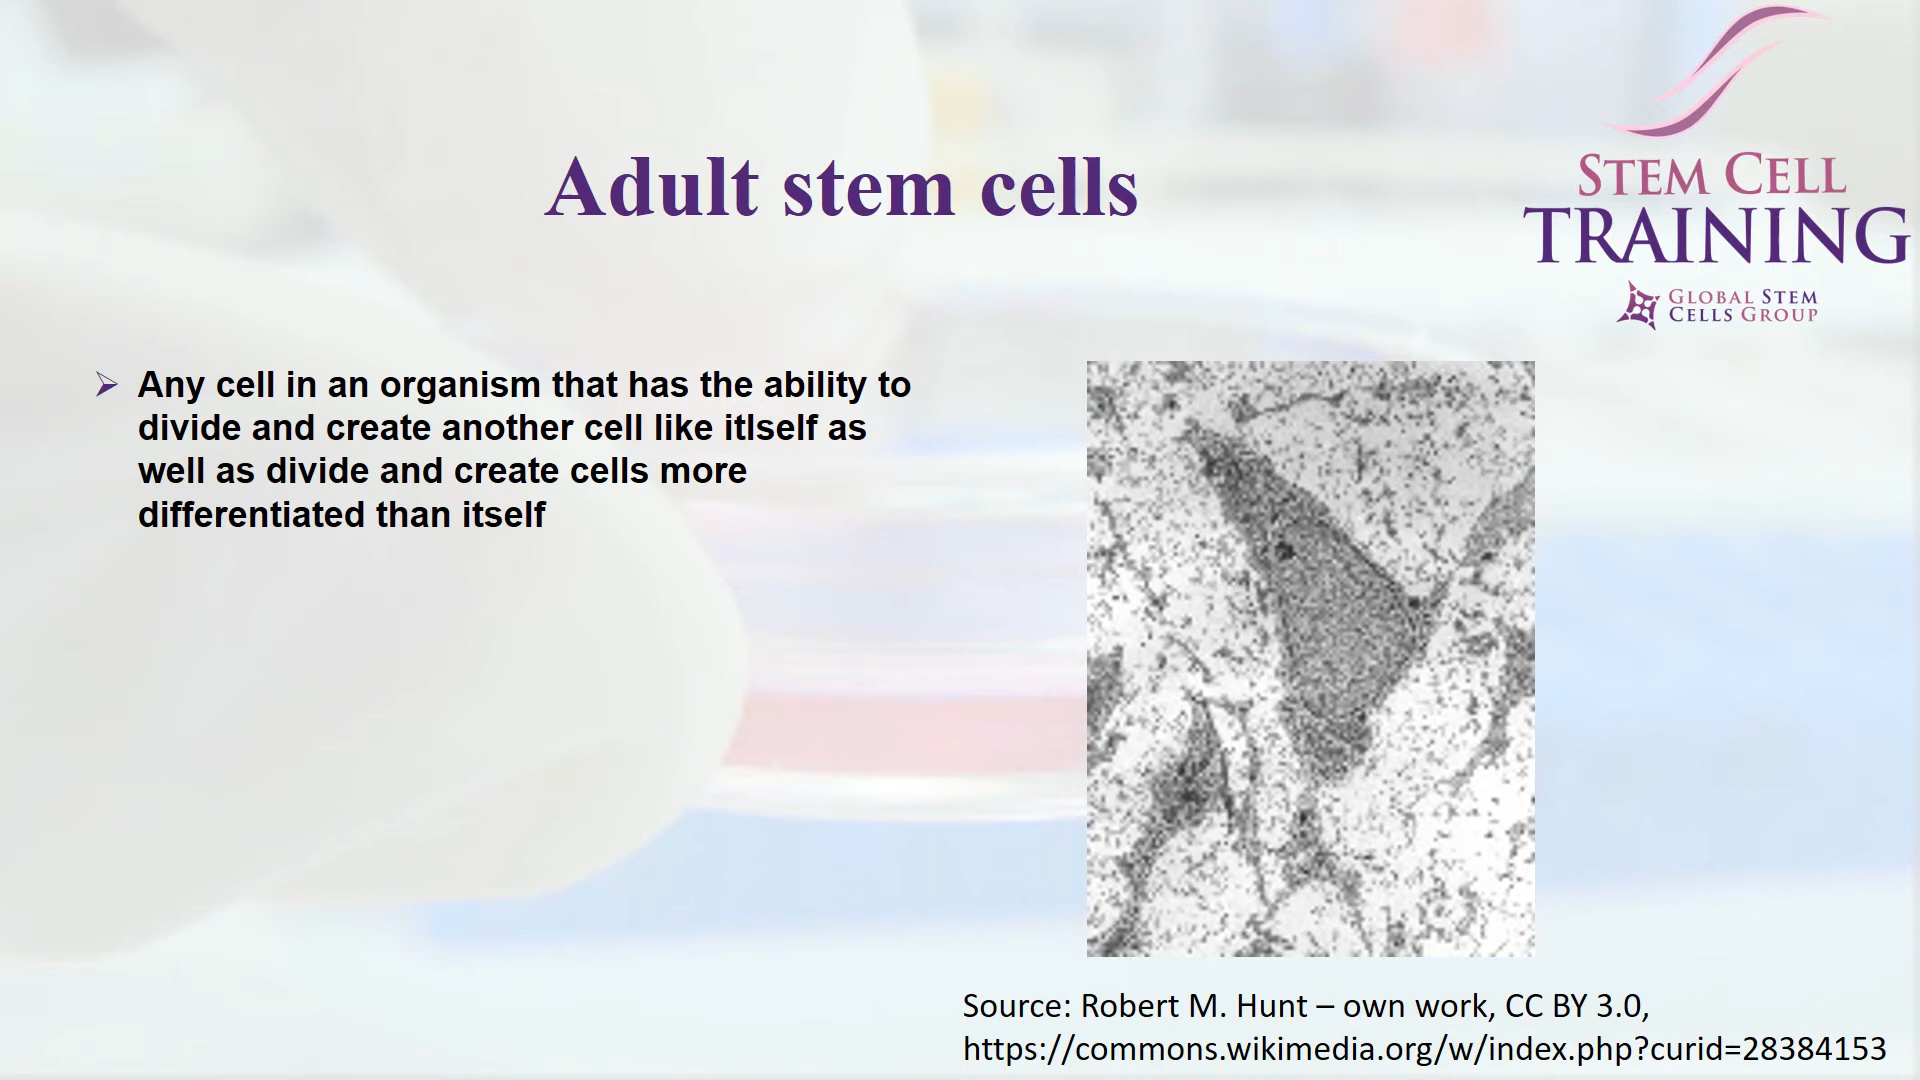 Adult stem cells
STEM CELL
TRAINING
GLOBAL STEM
CELLS GROUP
Any cell in an organism that has the ability to
divide and create another cell like itlself as
well as divide and create cells more
differentiated than itself
Source: Robert M. Hunt – own work, CC BY 3.0,
https://commons.wikimedia.org/w/index.php?curid=28384153